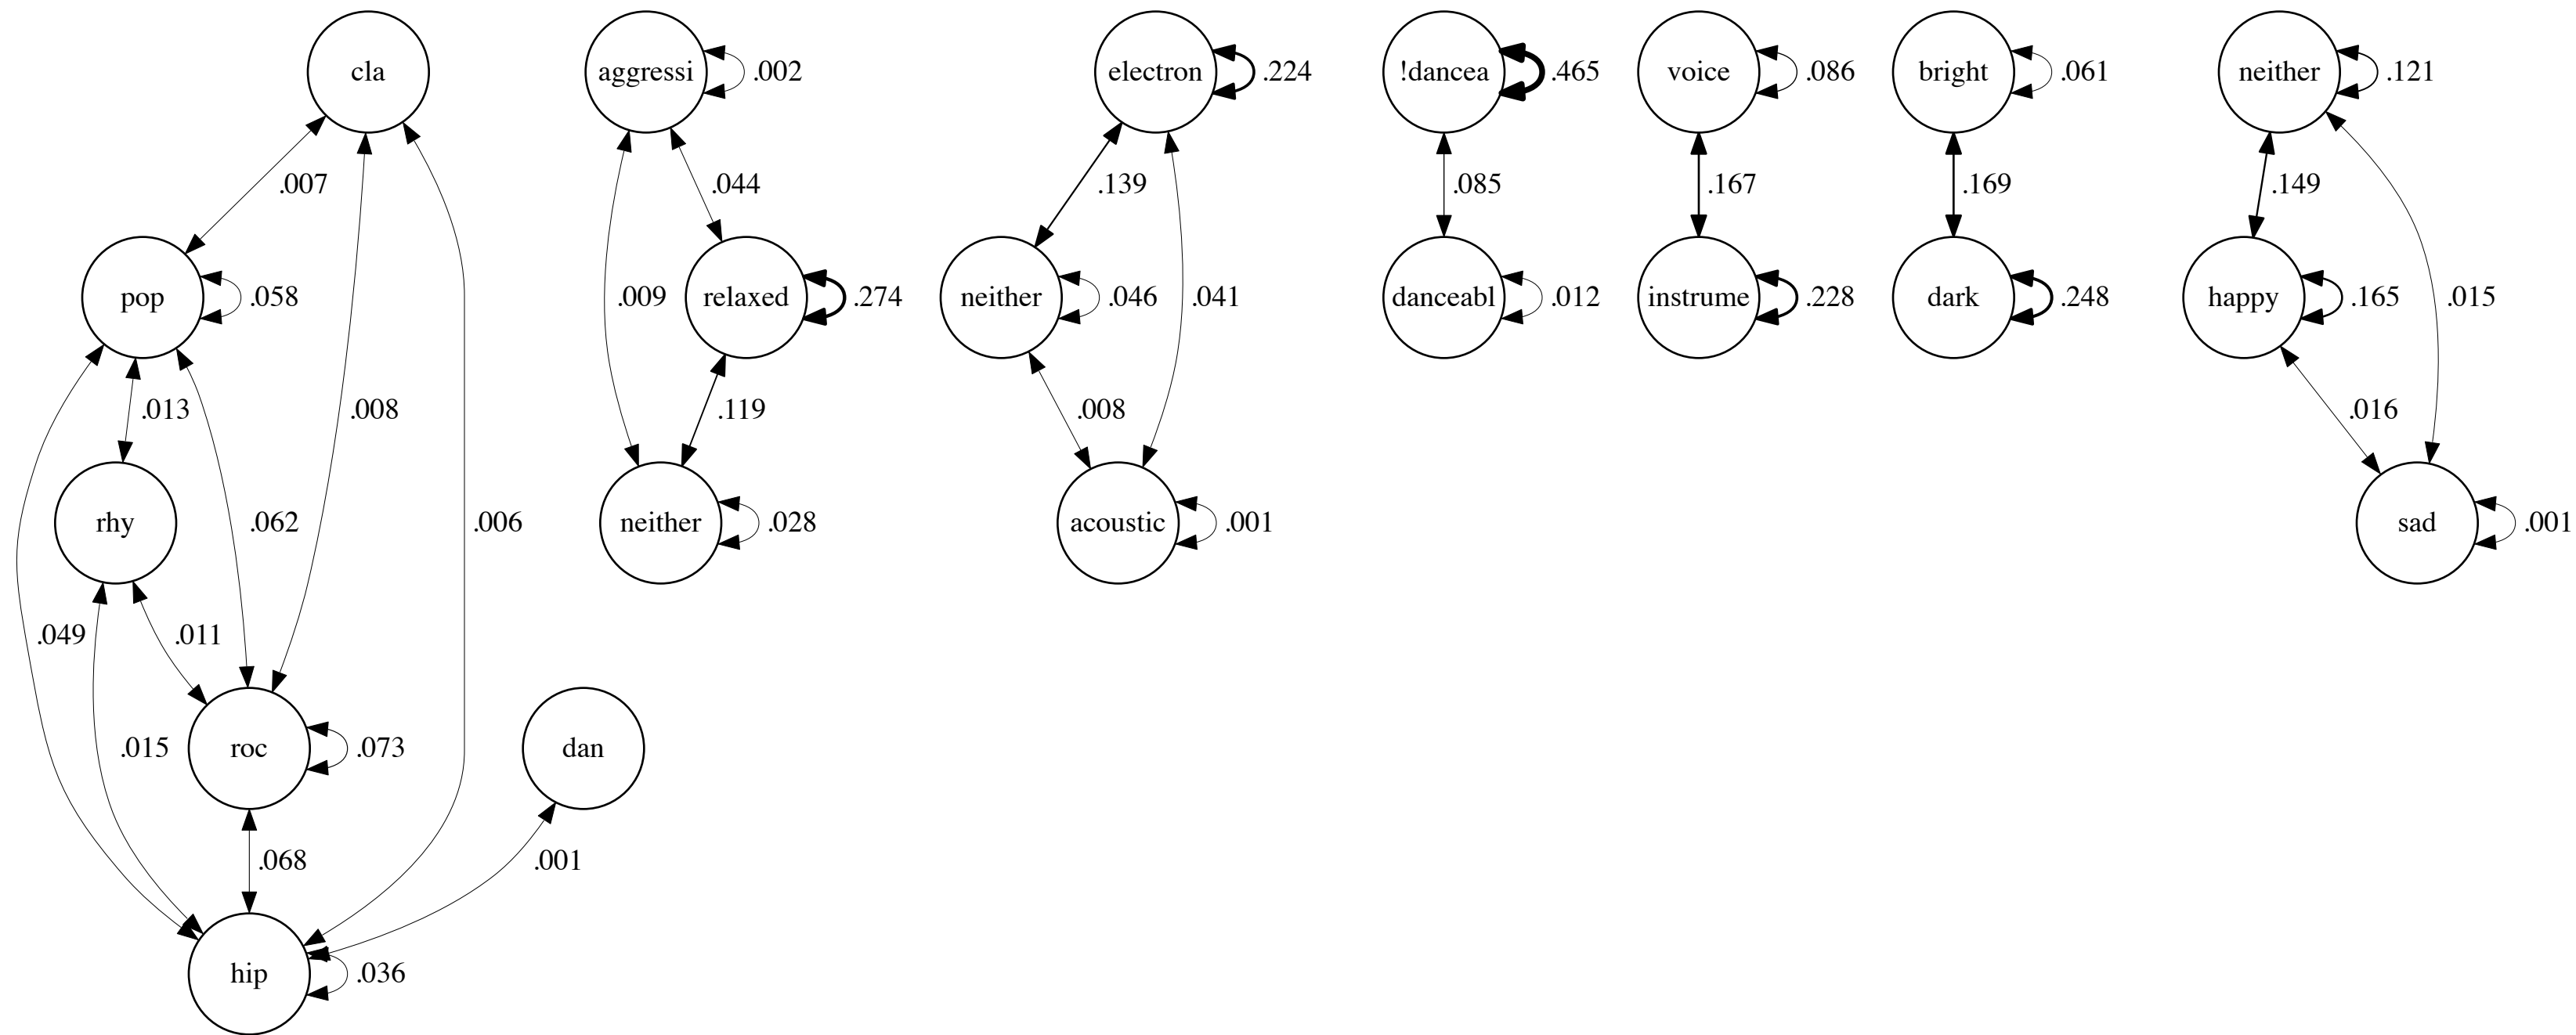 cla
aggressi
.002
electron
.224
!dancea
.465
voice
.086
bright
.061
neither
.121
.007
.044
.139
.085
.167
.169
.149
pop
.058
.009
relaxed
.274
neither
.046
.041
danceabl
.012
instrume
.228
dark
.248
happy
.165
.015
.013
.008
.119
.008
.016
rhy
.062
.006
neither
.028
acoustic
.001
sad
.001
.049
.011
.015
roc
.073
dan
.068
.001
hip
.036